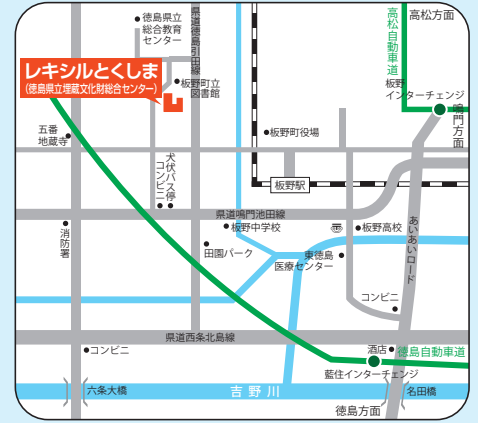 徳島県立
総合教育
センター
県道徳島引田線
高松自動車道
高松方面
レキシルとくしま
(徳島県立埋蔵文化財総合センター)
板野町立
図書館
板野
インターチェンジ
鳴門方面
五番
地蔵寺
板野町役場
犬伏バス停
コンビニ
板野駅
県道鳴門池田線
消防署
板野中学校
板野高校
あいあいロード
田園パーク
東徳島
医療センター
コンビニ
県道西条北島線
コンビニ
酒店
徳島自動車道
藍住インターチェンジ
六条大橋
吉野川
名田橋
徳島方面